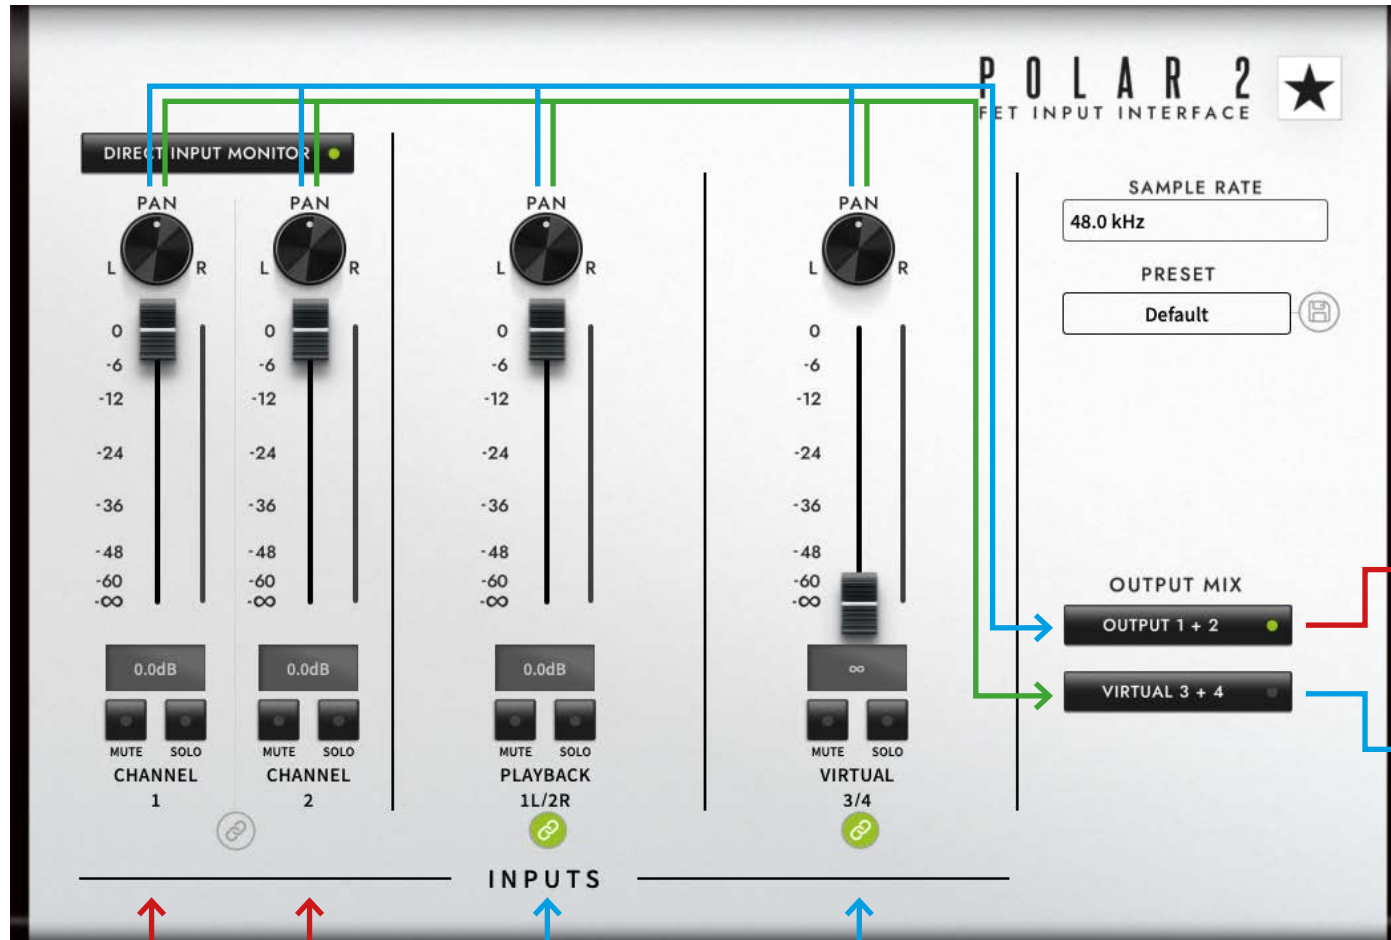 POLAR 2
FET INPUT INTERFACE
DIRECT INPUT MONITOR
PAN
PAN
PAN
PAN
L R
L R
L R
L R
0
-6
-12
-24
-36
-48
-60
-∞
0
-6
-12
-24
-36
-48
-60
-∞
0
-6
-12
-24
-36
-48
-60
-∞
0
-6
-12
-24
-36
-48
-60
-∞
0.0dB
0.0dB
0.0dB
∞
MUTE SOLO
MUTE SOLO
MUTE SOLO
MUTE SOLO
CHANNEL
1
CHANNEL
2
PLAYBACK
1L/2R
VIRTUAL
3/4
INPUTS
SAMPLE RATE
48.0 kHz
PRESET
Default
OUTPUT MIX
OUTPUT 1 + 2
VIRTUAL 3 + 4